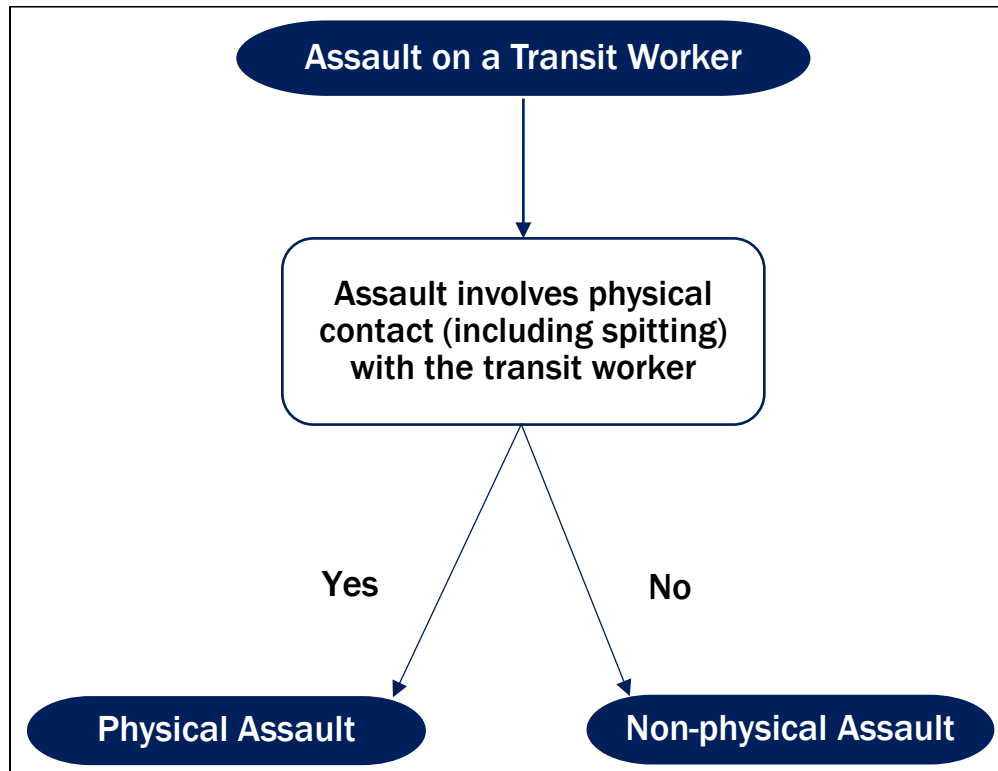 Assault on a Transit Worker
Assault involves physical
contact (including spitting)
with the transit worker
Yes
No
Physical Assault
Non-physical Assault